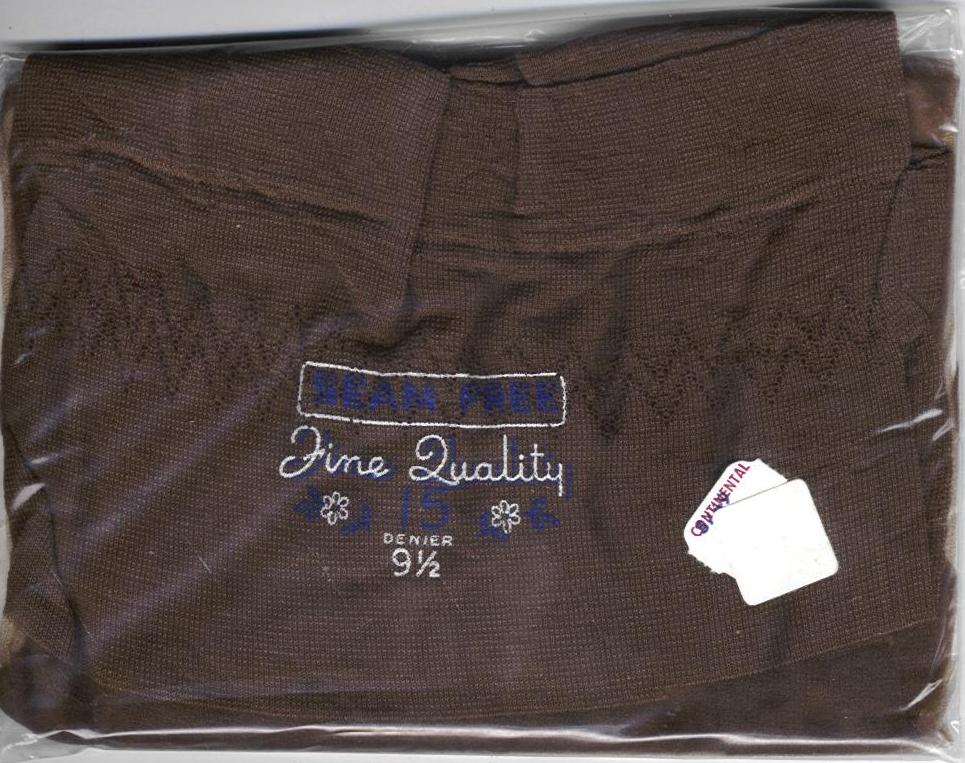 SEAM FREE
Fine Quality
15
DENIER
9½
CONTINENTAL